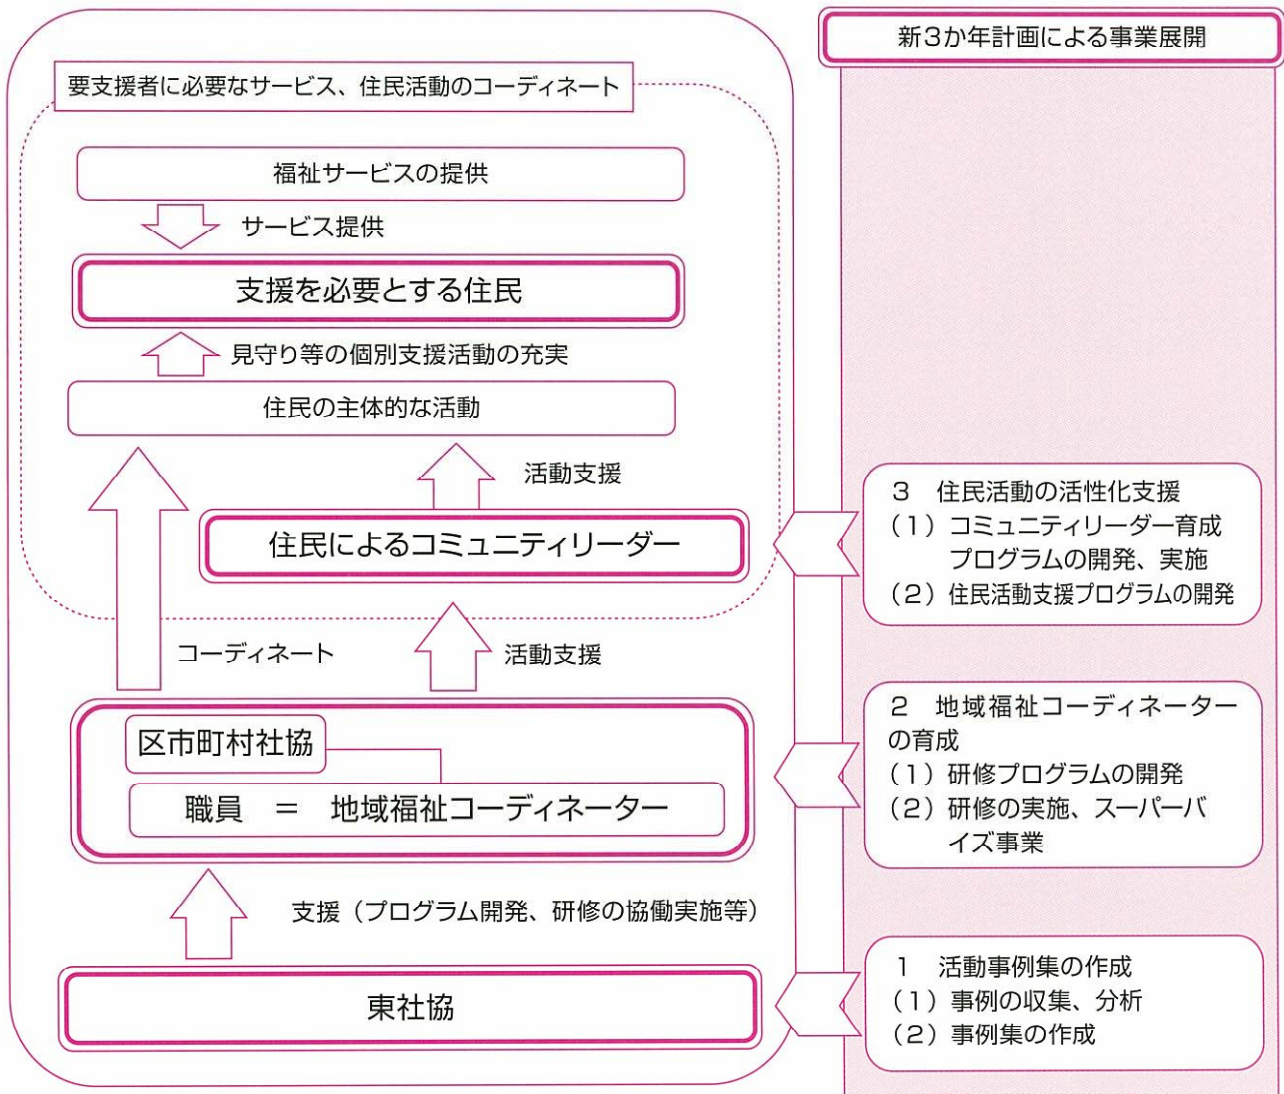 新3か年計画による事業展開
要支援者に必要なサービス、住民活動のコーディネート
福祉サービスの提供
サービス提供
支援を必要とする住民
見守り等の個別支援活動の充実
住民の主体的な活動
活動支援
住民によるコミュニティリーダー
コーディネート
活動支援
区市町村社協
職員 = 地域福祉コーディネーター
支援(プログラム開発、研修の協働実施等)
東社協
3 住民活動の活性化支援
(1)コミュニティリーダー育成
プログラムの開発、実施
(2)住民活動支援プログラムの開発
2 地域福祉コーディネーター
の育成
(1)研修プログラムの開発
(2)研修の実施、スーパーバ
イズ事業
1 活動事例集の作成
(1)事例の収集、分析
(2)事例集の作成